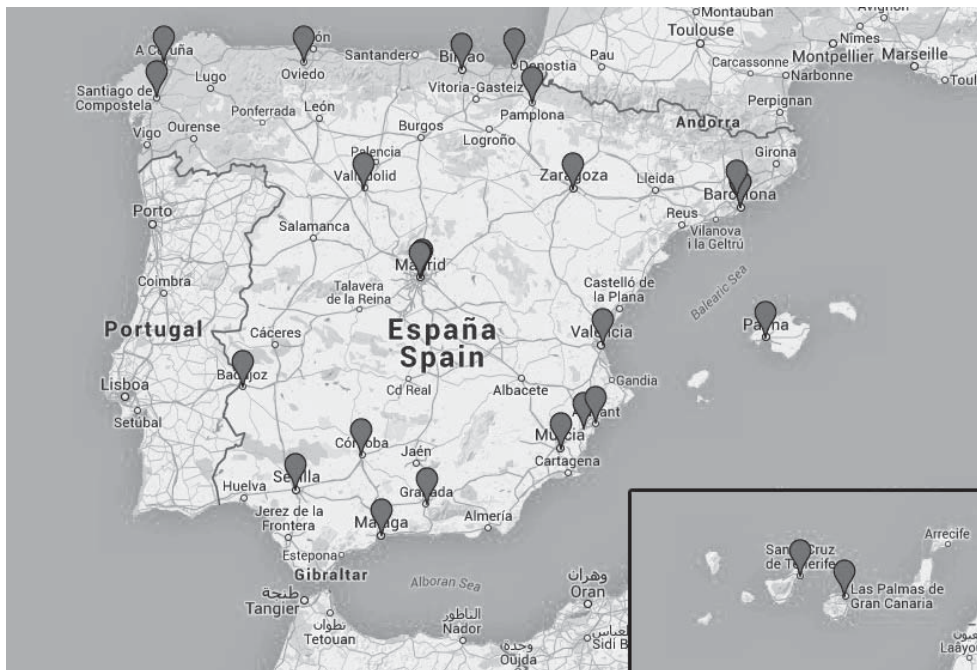 Montauban
Avignon
Nîmes
Toulouse
Montpellier
Marseille
Carcassonne
Narbonne
Toul
Pau
Perpignan
Andorra
A Coruña
Oviedo
Santander
Bilbao
Donostia
Lugo
Vitoria-Gasteiz
Santiago de
Compostela
Ponferrada
León
Pamplona
Vigo
Ourense
Burgos
Logroño
Girona
Palencia
Valladolid
Zaragoza
Lleida
Barcelona
Reus
Vilanova
i la Geltrú
Porto
Salamanca
Madrid
Coimbra
Talavera
de la Reina
Castelló de
la Plana
Balearic Sea
Portugal
España
Spain
Cáceres
Valencia
Palma
Badajoz
Lisboa
Cd Real
Albacete
Gandia
Setúbal
Córdoba
Jaén
Murcia
Cartagena
Huelva
Sevilla
Granada
Jerez de la
Frontera
Málaga
Almería
Estepona
Gibraltar
Alboran Sea
طنجة
Tangier
تطوان
Tetouan
الناظور
Nador
وجدة
Oujda
وهران
Oran
Sidi B
Arrecife
Santa Cruz
de Tenerife
Las Palmas de
Gran Canaria
Laâyo